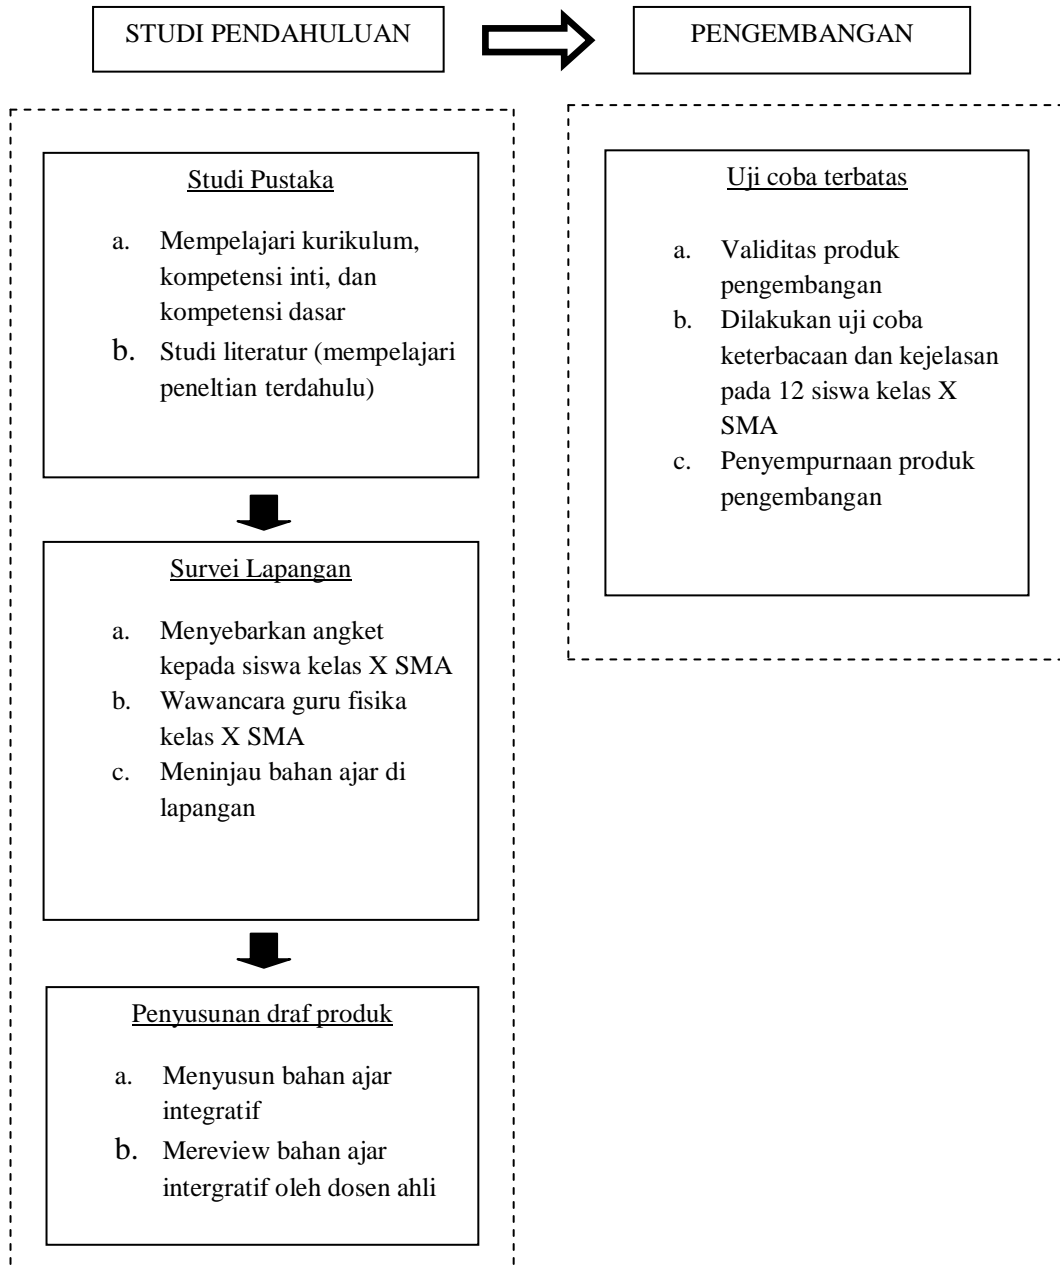 STUDI PENDAHULUAN
PENGEMBANGAN
Studi Pustaka
a. Mempelajari kurikulum,
kompetensi inti, dan
kompetensi dasar
b. Studi literatur (mempelajari
peneltian terdahulu)
Survei Lapangan
a. Menyebarkan angket
kepada siswa kelas X SMA
b. Wawancara guru fisika
kelas X SMA
c. Meninjau bahan ajar di
lapangan
Penyusunan draf produk
a. Menyusun bahan ajar
integratif
b. Mereview bahan ajar
intergratif oleh dosen ahli
Uji coba terbatas
a. Validitas produk
pengembangan
b. Dilakukan uji coba
keterbacaan dan kejelasan
pada 12 siswa kelas X
SMA
c. Penyempurnaan produk
pengembangan